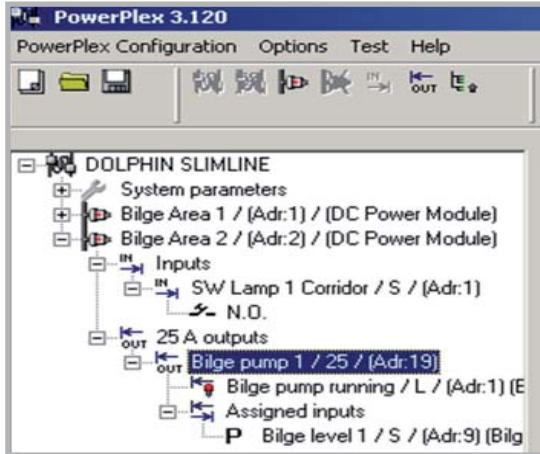 PowerPlex 3.120
PowerPlex Configuration Options Test Help
IN
OUT
DOLPHIN SLIMLINE
System parameters
Bilge Area 1 / (Adr:1) / (DC Power Module)
Bilge Area 2 / (Adr:2) / (DC Power Module)
IN Inputs
IN SW Lamp 1 Corridor / S / (Adr:1)
N.O.
OUT 25 A outputs
OUT Bilge pump 1 / 25 / (Adr:19)
Bilge pump running / L / (Adr:1) (E
Assigned inputs
P Bilge level 1 / S / (Adr:9) (Bilg